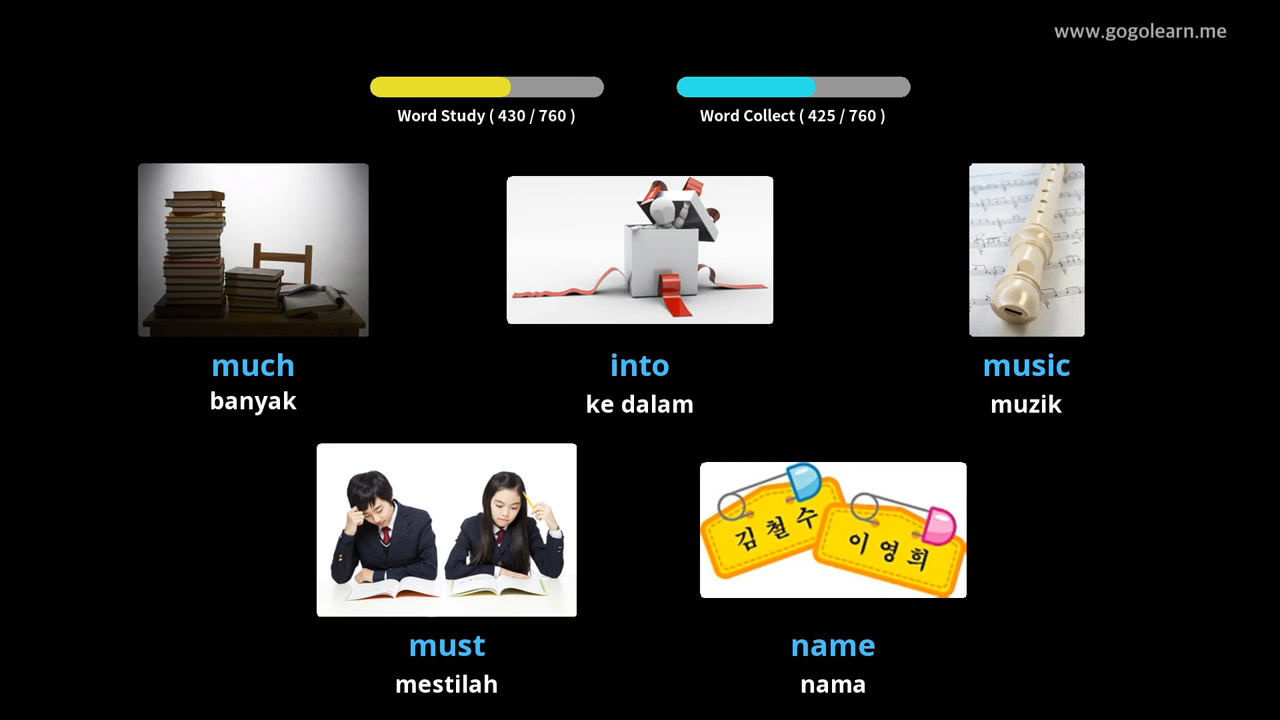 www.gogolearn.me
Word Study ( 430 / 760 )
Word Collect ( 425 / 760 )
much
banyak
into
ke dalam
music
muzik
김철수
이영희
must
mestilah
name
nama